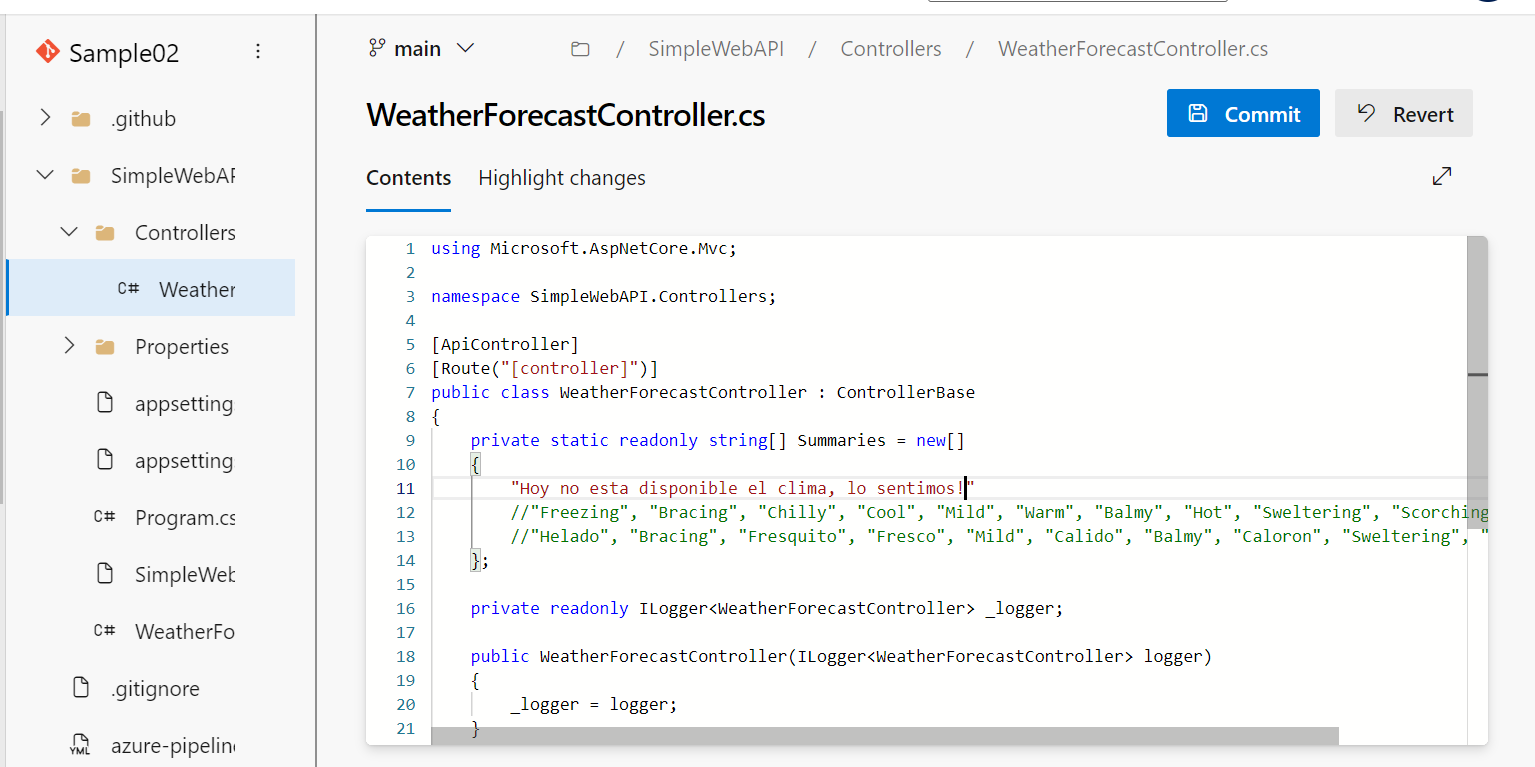 Sample02
.github
SimpleWebAP
Controllers
C# Weather
Properties
appsetting
appsetting
C# Program.cs
SimpleWeb
C# WeatherFo
.gitignore
YML azure-pipeline
main / SimpleWebAPI / Controllers / WeatherForecastController.cs
WeatherForecastController.cs
Commit
Revert
Contents Highlight changes
1 using Microsoft.AspNetCore.Mvc;
2
3 namespace SimpleWebAPI.Controllers;
4
5 [ApiController]
6 [Route("[controller]")]
7 public class WeatherForecastController : ControllerBase
8 {
9 private static readonly string[] Summaries = new[]
10 {
11 "Hoy no esta disponible el clima, lo sentimos!"
12 //"Freezing", "Bracing", "Chilly", "Cool", "Mild", "Warm", "Balmy", "Hot", "Sweltering", "Scorching
13 //"Helado", "Bracing", "Fresquito", "Fresco", "Mild", "Calido", "Balmy", "Caloron", "Sweltering", "
14 };
15
16 private readonly ILogger<WeatherForecastController> _logger;
17
18 public WeatherForecastController(ILogger<WeatherForecastController> logger)
19 {
20 _logger = logger;
21 }